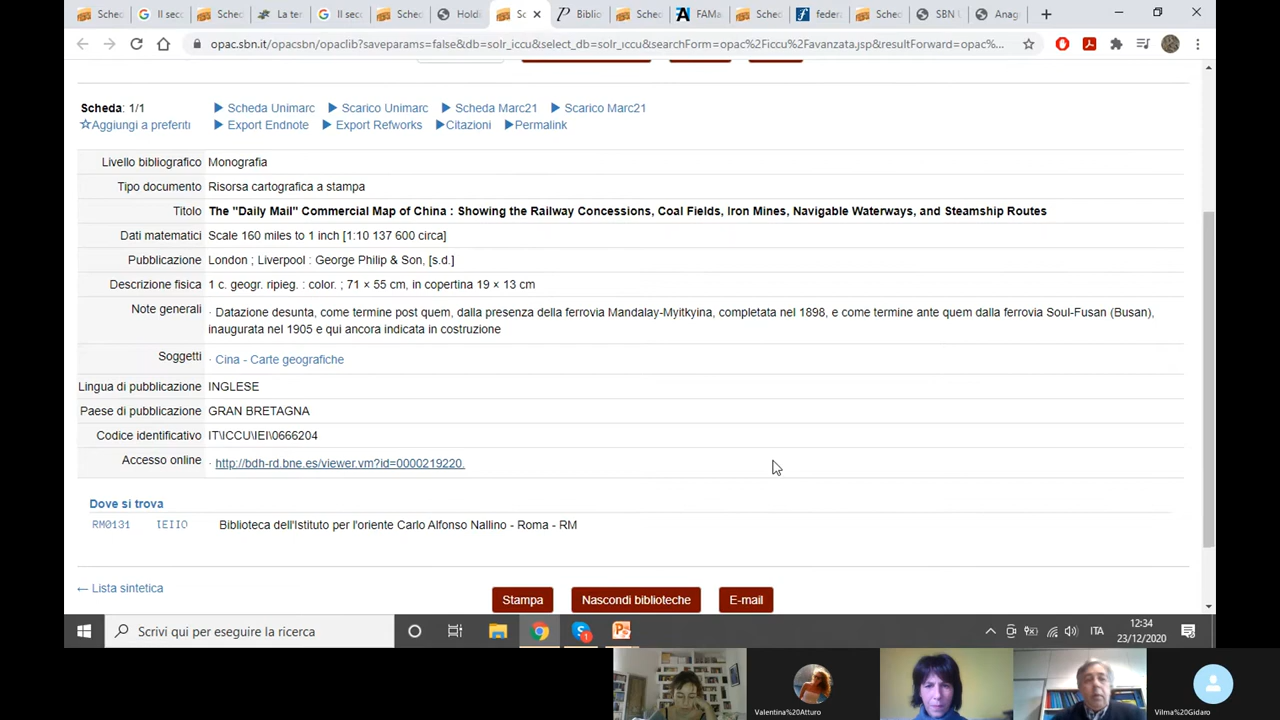 Sched
Il seco
Sched
La ter
Il seco
Sched
Holdi
Sc
Biblio
Sched
FAMa
Sched
feder
Sched
SBN
Anag
opac.sbn.it/opacsbn/opaclib?saveparams=false&db=solr_iccu&select_db=solr_iccu&searchForm=opac%2Ficcu%2Favanzata.jsp&resultForward=opac%...
Scheda: 1/1 Scheda Unimarc Scarico Unimarc Scheda Marc21 Scarico Marc21
Aggiungi a preferiti Export Endnote Export Refworks Citazioni Permalink
Livello bibliografico Monografia
Tipo documento Risorsa cartografica a stampa
Titolo The "Daily Mail" Commercial Map of China : Showing the Railway Concessions, Coal Fields, Iron Mines, Navigable Waterways, and Steamship Routes
Dati matematici Scale 160 miles to 1 inch [1:10 137 600 circa]
Pubblicazione London ; Liverpool : George Philip & Son, [s.d.]
Descrizione fisica 1 c. geogr. ripieg. : color. ; 71 × 55 cm, in copertina 19 × 13 cm
Note generali · Datazione desunta, come termine post quem, dalla presenza della ferrovia Mandalay-Myitkyina, completata nel 1898, e come termine ante quem dalla ferrovia Soul-Fusan (Busan),
inaugurata nel 1905 e qui ancora indicata in costruzione
Soggetti · Cina - Carte geografiche
Lingua di pubblicazione INGLESE
Paese di pubblicazione GRAN BRETAGNA
Codice identificativo IT\ICCU\IEI\0666204
Accesso online · http://bdh-rd.bne.es/viewer.vm?id=0000219220.
Dove si trova
RM0131 IEIIO Biblioteca dell'Istituto per l'oriente Carlo Alfonso Nallino - Roma - RM
← Lista sintetica
Stampa Nascondi biblioteche E-mail
Scrivi qui per eseguire la ricerca
ITA
12:34
23/12/2020
Valentina%20Atturo
Vilma%20Gidaro